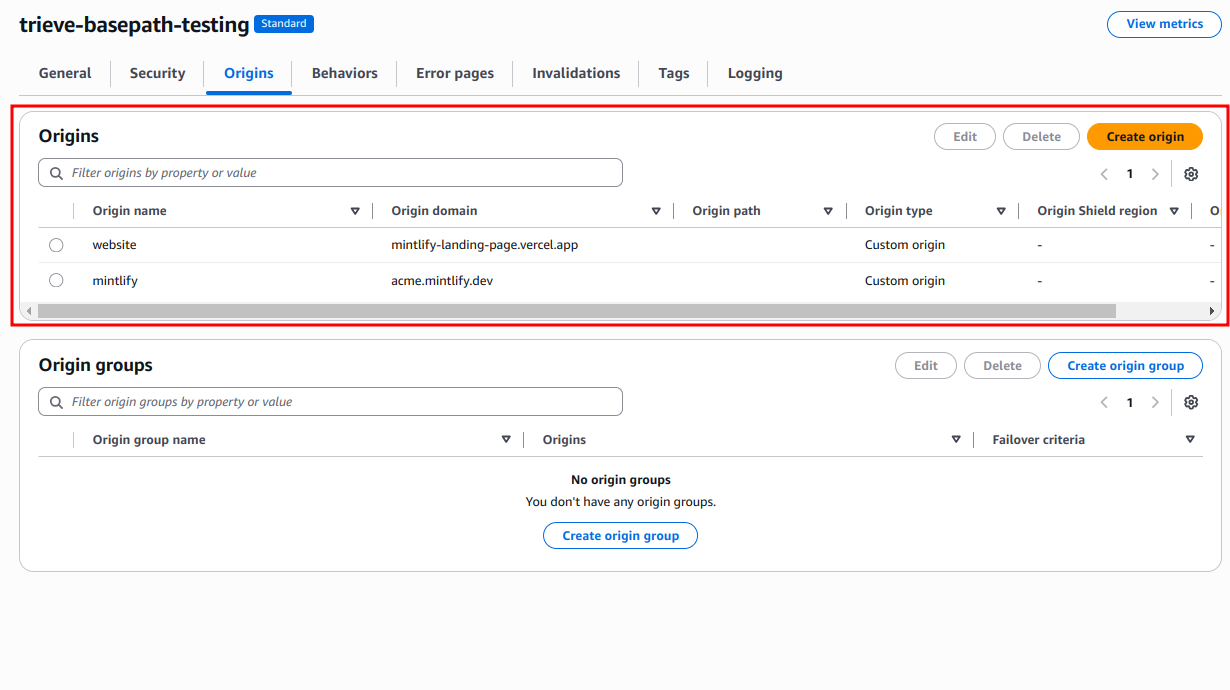 trieve-basepath-testing Standard View metrics
General Security Origins Behaviors Error pages Invalidations Tags Logging
Origins Edit Delete Create origin
Filter origins by property or value 1
Origin name Origin domain Origin path Origin type Origin Shield region O
website mintlify-landing-page.vercel.app Custom origin - -
mintlify acme.mintlify.dev Custom origin - -
Origin groups Edit Delete Create origin group
Filter origin groups by property or value 1
Origin group name Origins Failover criteria
No origin groups
You don't have any origin groups.
Create origin group